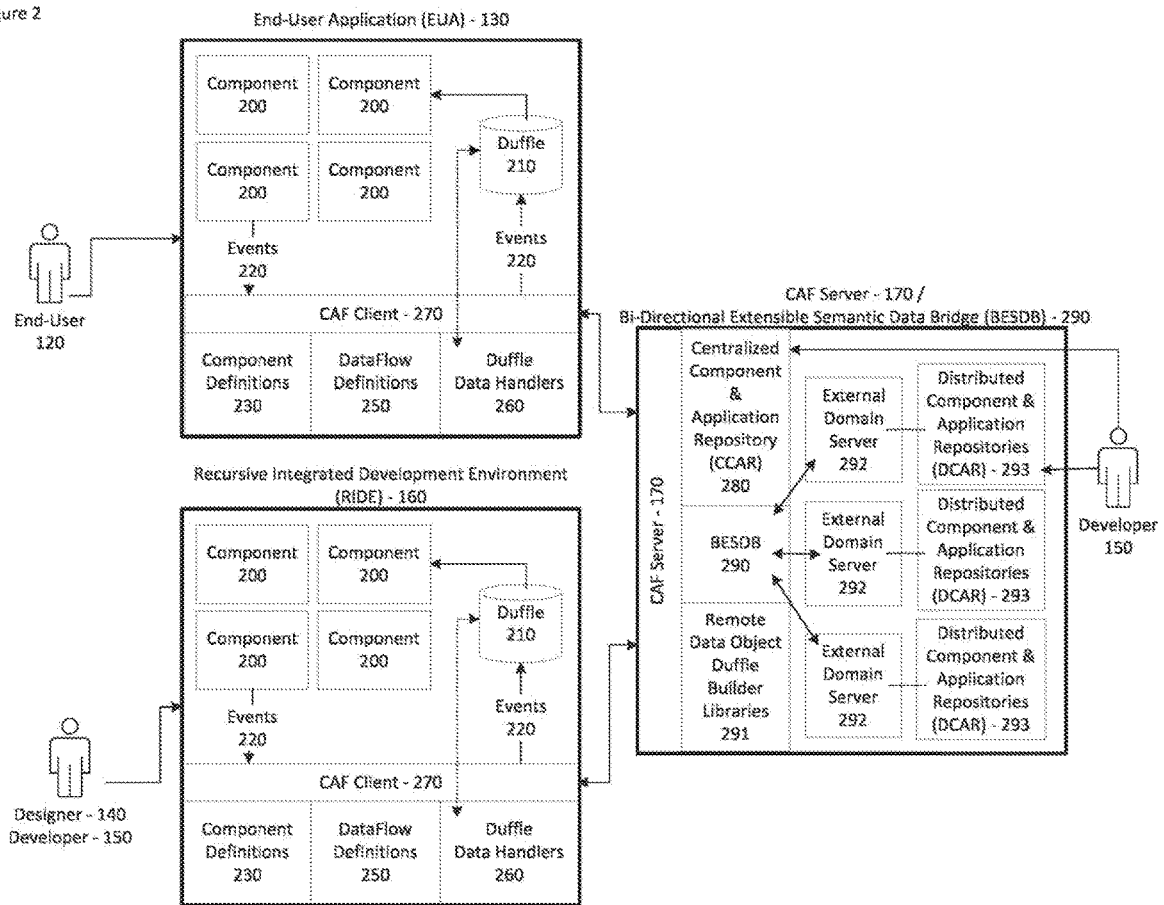 ure 2
End-User Application (EUA) - 130
Component
200
Component
200
Duffle
210
Component
200
Component
200
Events
220
Events
220
CAF Client - 270
Component
Definitions
230
DataFlow
Definitions
250
Duffle
Data Handlers
260
End-User
120
Recursive Integrated Development Environment
(RIDE) - 160
Component
200
Component
200
Duffle
210
Component
200
Component
200
Events
220
Events
220
CAF Client - 270
Component
Definitions
230
DataFlow
Definitions
250
Duffle
Data Handlers
260
Designer - 140
Developer - 150
CAF Server - 170 /
Bi-Directional Extensible Semantic Data Bridge (BESDB) - 290
CAF Server - 170
Centralized
Component
&
Application
Repository
(CCAR)
280
BESDB
290
Remote
Data Object
Duffle
Builder
Libraries
291
External
Domain
Server
292
Distributed
Component &
Application
Repositories
(DCAR) - 293
External
Domain
Server
292
Distributed
Component &
Application
Repositories
(DCAR) - 293
External
Domain
Server
292
Distributed
Component &
Application
Repositories
(DCAR) - 293
Developer
150